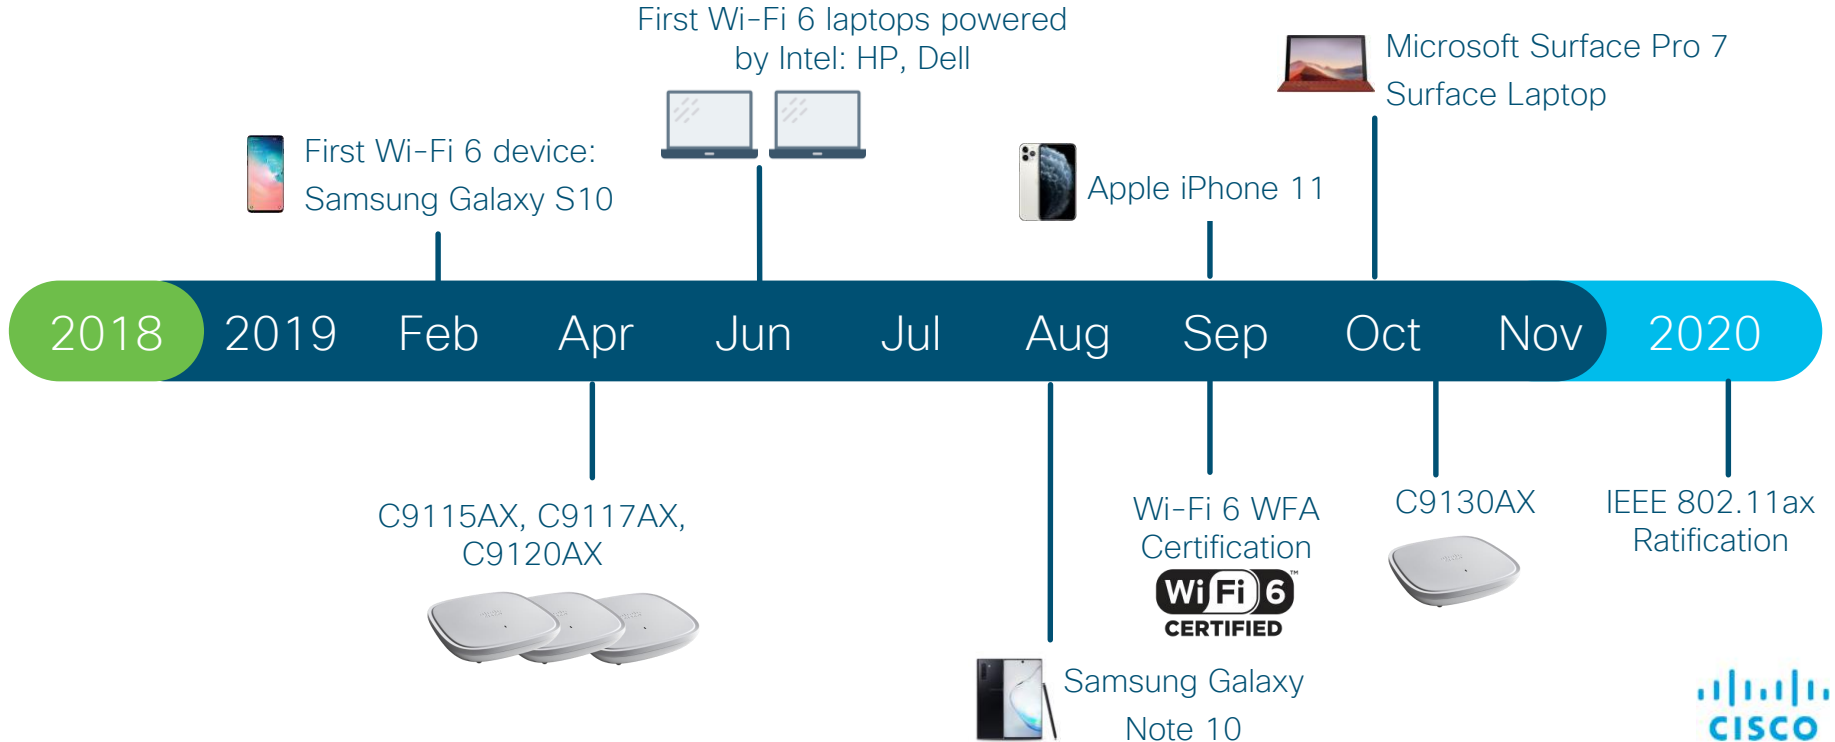 First Wi-Fi 6 laptops powered
by Intel: HP, Dell
Microsoft Surface Pro 7
Surface Laptop
First Wi-Fi 6 device:
Samsung Galaxy S10
Apple iPhone 11
2018 2019 Feb Apr Jun Jul Aug Sep Oct Nov 2020
C9115AX, C9117AX,
C9120AX
Wi-Fi 6 WFA
Certification
Wi Fi 6™
CERTIFIED
C9130AX
IEEE 802.11ax
Ratification
Samsung Galaxy
Note 10
CISCO